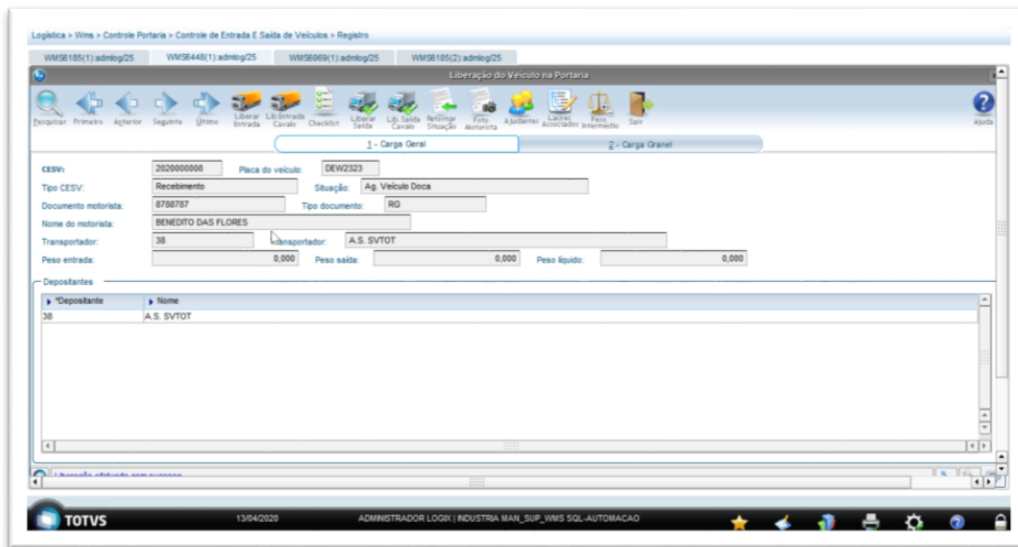 Logística > Wms > Controle Portaria > Controle de Entrada E Saída de Veículos > Registro
WMS6185(1):admlog/25 WMS6448(1):admlog/25 WMS6069(1):admlog/25 WMS6185(2):admlog/25
Liberação do Veículo na Portaria
Pesquisar Primeiro Anterior Seguinte Último Liberar Entrada Lib.Entrada Cavalo Checklist Liberar Saída Lib. Saída Cavalo Retornar Situação Foto Motorista Ajudantes Lacres Associados Peso Intermédio Sair Ajuda
1 - Carga Geral 2 - Carga Granel
CESV: 2020000008 Placa do veículo: DEW2323
Tipo CESV: Recebimento Situação: Ag. Veículo Doca
Documento motorista: 8788787 Tipo documento: RG
Nome do motorista: BENEDITO DAS FLORES
Transportador: 38 Transportador: A.S. SVTOT
Peso entrada: 0,000 Peso saída: 0,000 Peso líquido: 0,000
Depositantes
*Depositante Nome
38 A.S. SVTOT
Liberação efetuada com sucesso
TOTVS 13/04/2020 ADMINISTRADOR LOGIX | INDUSTRIA MAN_SUP_WMS SQL-AUTOMACAO